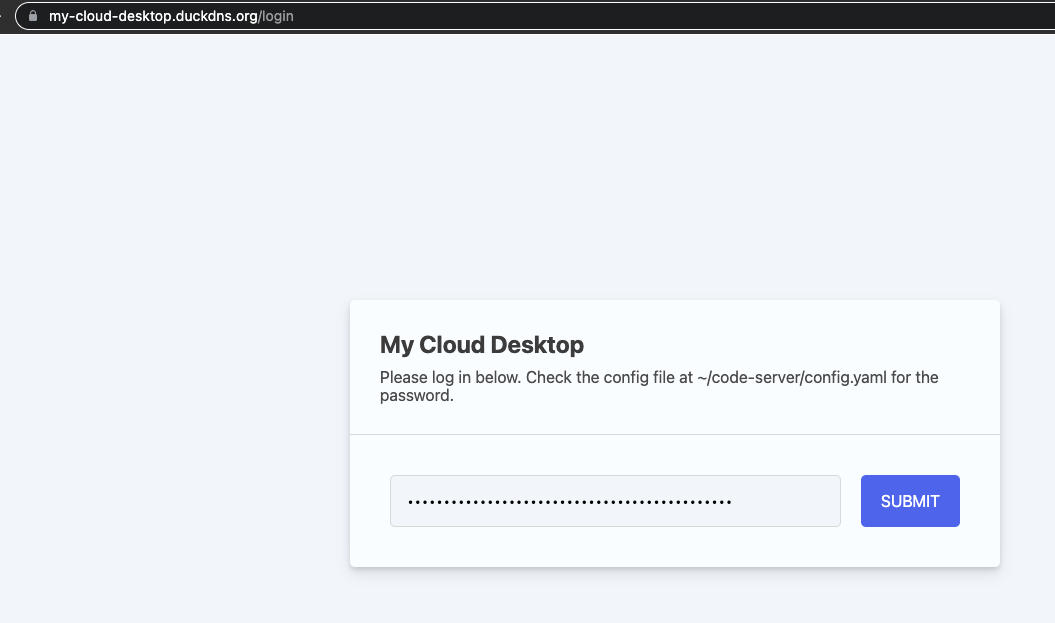 my-cloud-desktop.duckdns.org/login
My Cloud Desktop
Please log in below. Check the config file at ~/code-server/config.yaml for the
password.
••••••••••••••••••••••••••••••••••••••••••••• SUBMIT